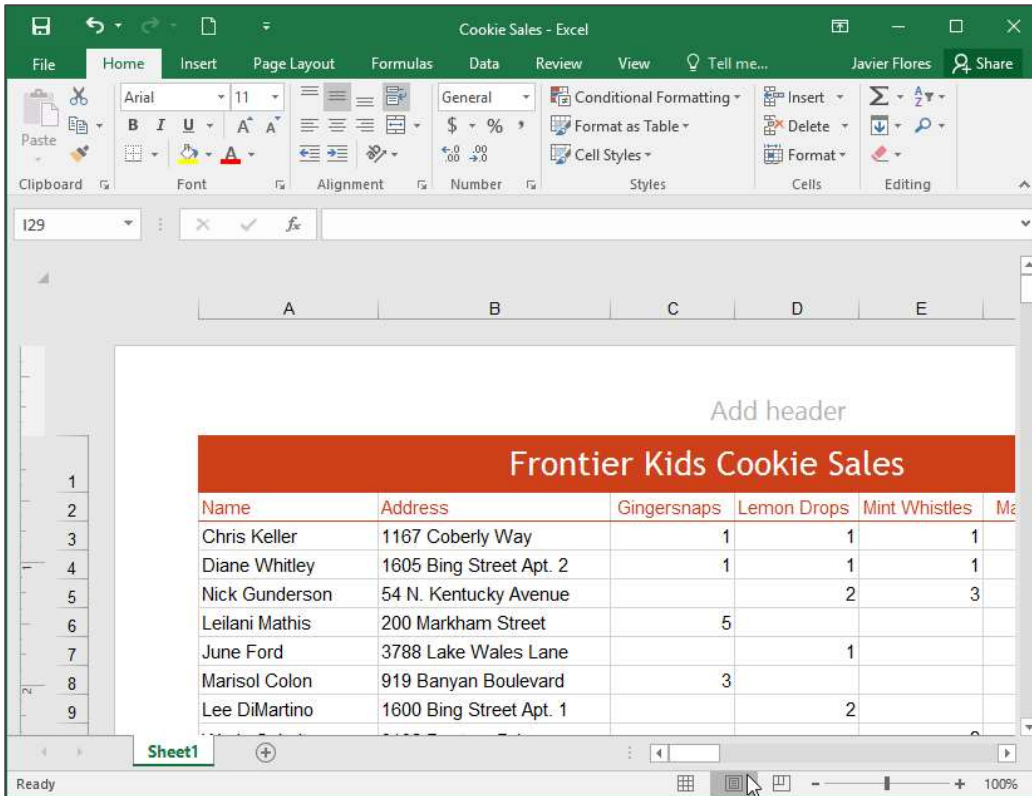 Cookie Sales - Excel
File Home Insert Page Layout Formulas Data Review View Tell me... Javier Flores Share
Arial 11 General Conditional Formatting Insert Σ
Paste B I U A A $ % , Format as Table Delete
A Cell Styles Format
Clipboard Font Alignment Number Styles Cells Editing
I29 fx
A B C D E
Add header
1 Frontier Kids Cookie Sales
2 Name Address Gingersnaps Lemon Drops Mint Whistles Ma
3 Chris Keller 1167 Coberly Way 1 1 1
4 Diane Whitley 1605 Bing Street Apt. 2 1 1 1
5 Nick Gunderson 54 N. Kentucky Avenue 2 3
6 Leilani Mathis 200 Markham Street 5
7 June Ford 3788 Lake Wales Lane 1
8 Marisol Colon 919 Banyan Boulevard 3
9 Lee DiMartino 1600 Bing Street Apt. 1 2
Sheet1
Ready - + 100%